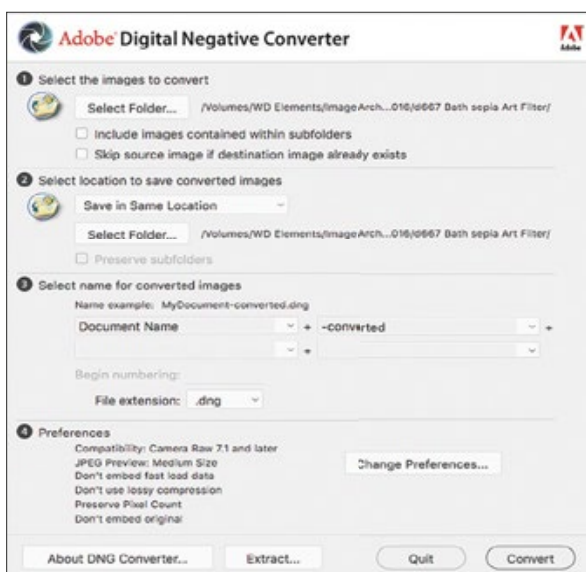 Adobe Digital Negative Converter
Adobe
1 Select the images to convert
Select Folder... /Volumes/WD Elements/ImageArch...016/d667 Bath sepia Art Filter/
Include images contained within subfolders
Skip source image if destination image already exists
2 Select location to save converted images
Save in Same Location
Select Folder... /Volumes/WD Elements/ImageArch...016/d667 Bath sepia Art Filter/
Preserve subfolders
3 Select name for converted images
Name example: MyDocument-converted.dng
Document Name + -converted +
+
Begin numbering:
File extension: .dng
4 Preferences
Compatibility: Camera Raw 7.1 and later
JPEG Preview: Medium Size
Don't embed fast load data
Don't use lossy compression
Preserve Pixel Count
Don't embed original
Change Preferences...
About DNG Converter... Extract... Quit Convert